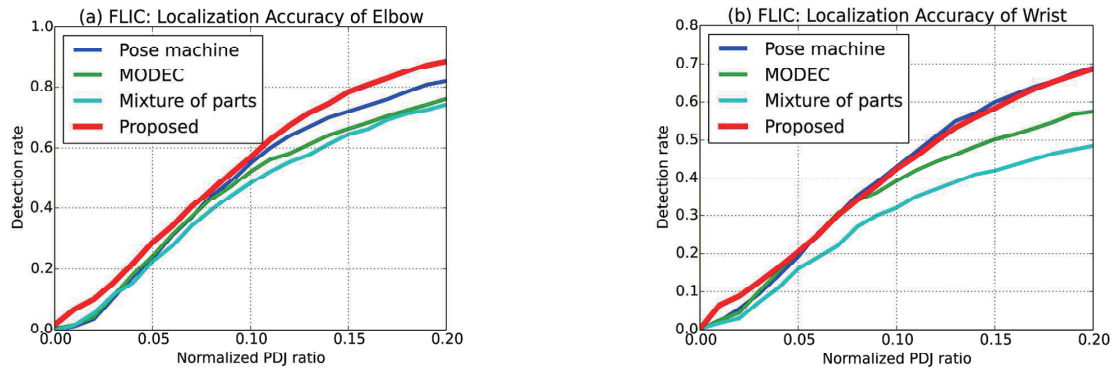 (a) FLIC: Localization Accuracy of Elbow
1.0
0.8
0.6
0.4
0.2
0.0
Detection rate
Pose machine
MODEC
Mixture of parts
Proposed
0.00 0.05 0.10 0.15 0.20
Normalized PDJ ratio
(b) FLIC: Localization Accuracy of Wrist
0.8
0.7
0.6
0.5
0.4
0.3
0.2
0.1
0.0
Detection rate
Pose machine
MODEC
Mixture of parts
Proposed
0.00 0.05 0.10 0.15 0.20
Normalized PDJ ratio